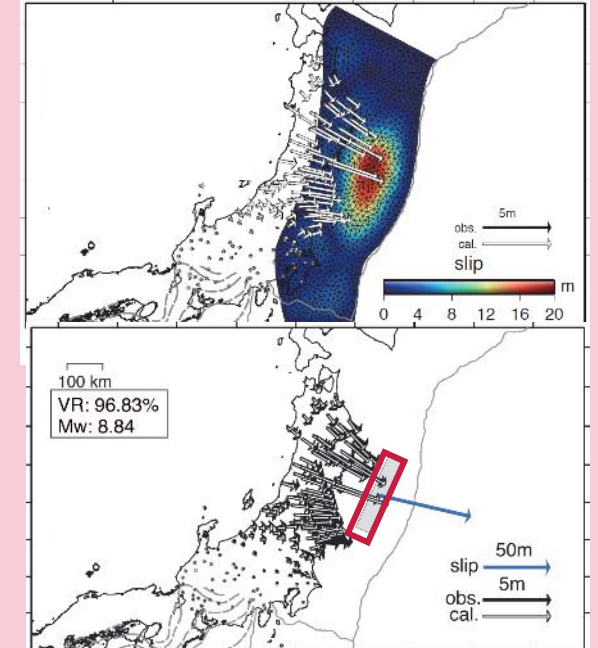 5m
obs.
cal.
slip
m
0 4 8 12 16 20
100 km
VR: 96.83%
Mw: 8.84
50m
slip
5m
obs.
cal.